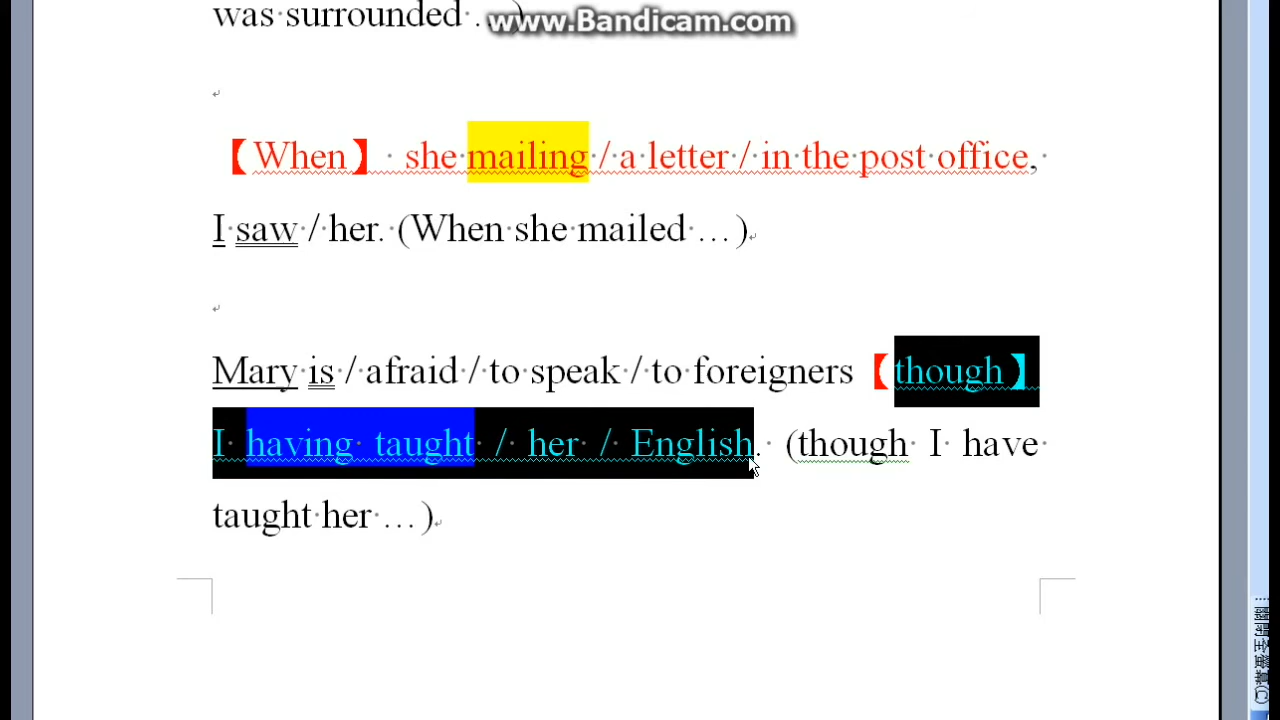 was surrounded …)
www.Bandicam.com
【When】 she mailing / a letter / in the post office,
I saw / her. (When she mailed …)
Mary is / afraid / to speak / to foreigners 【though】
I having taught / her / English. (though I have
taught her …)